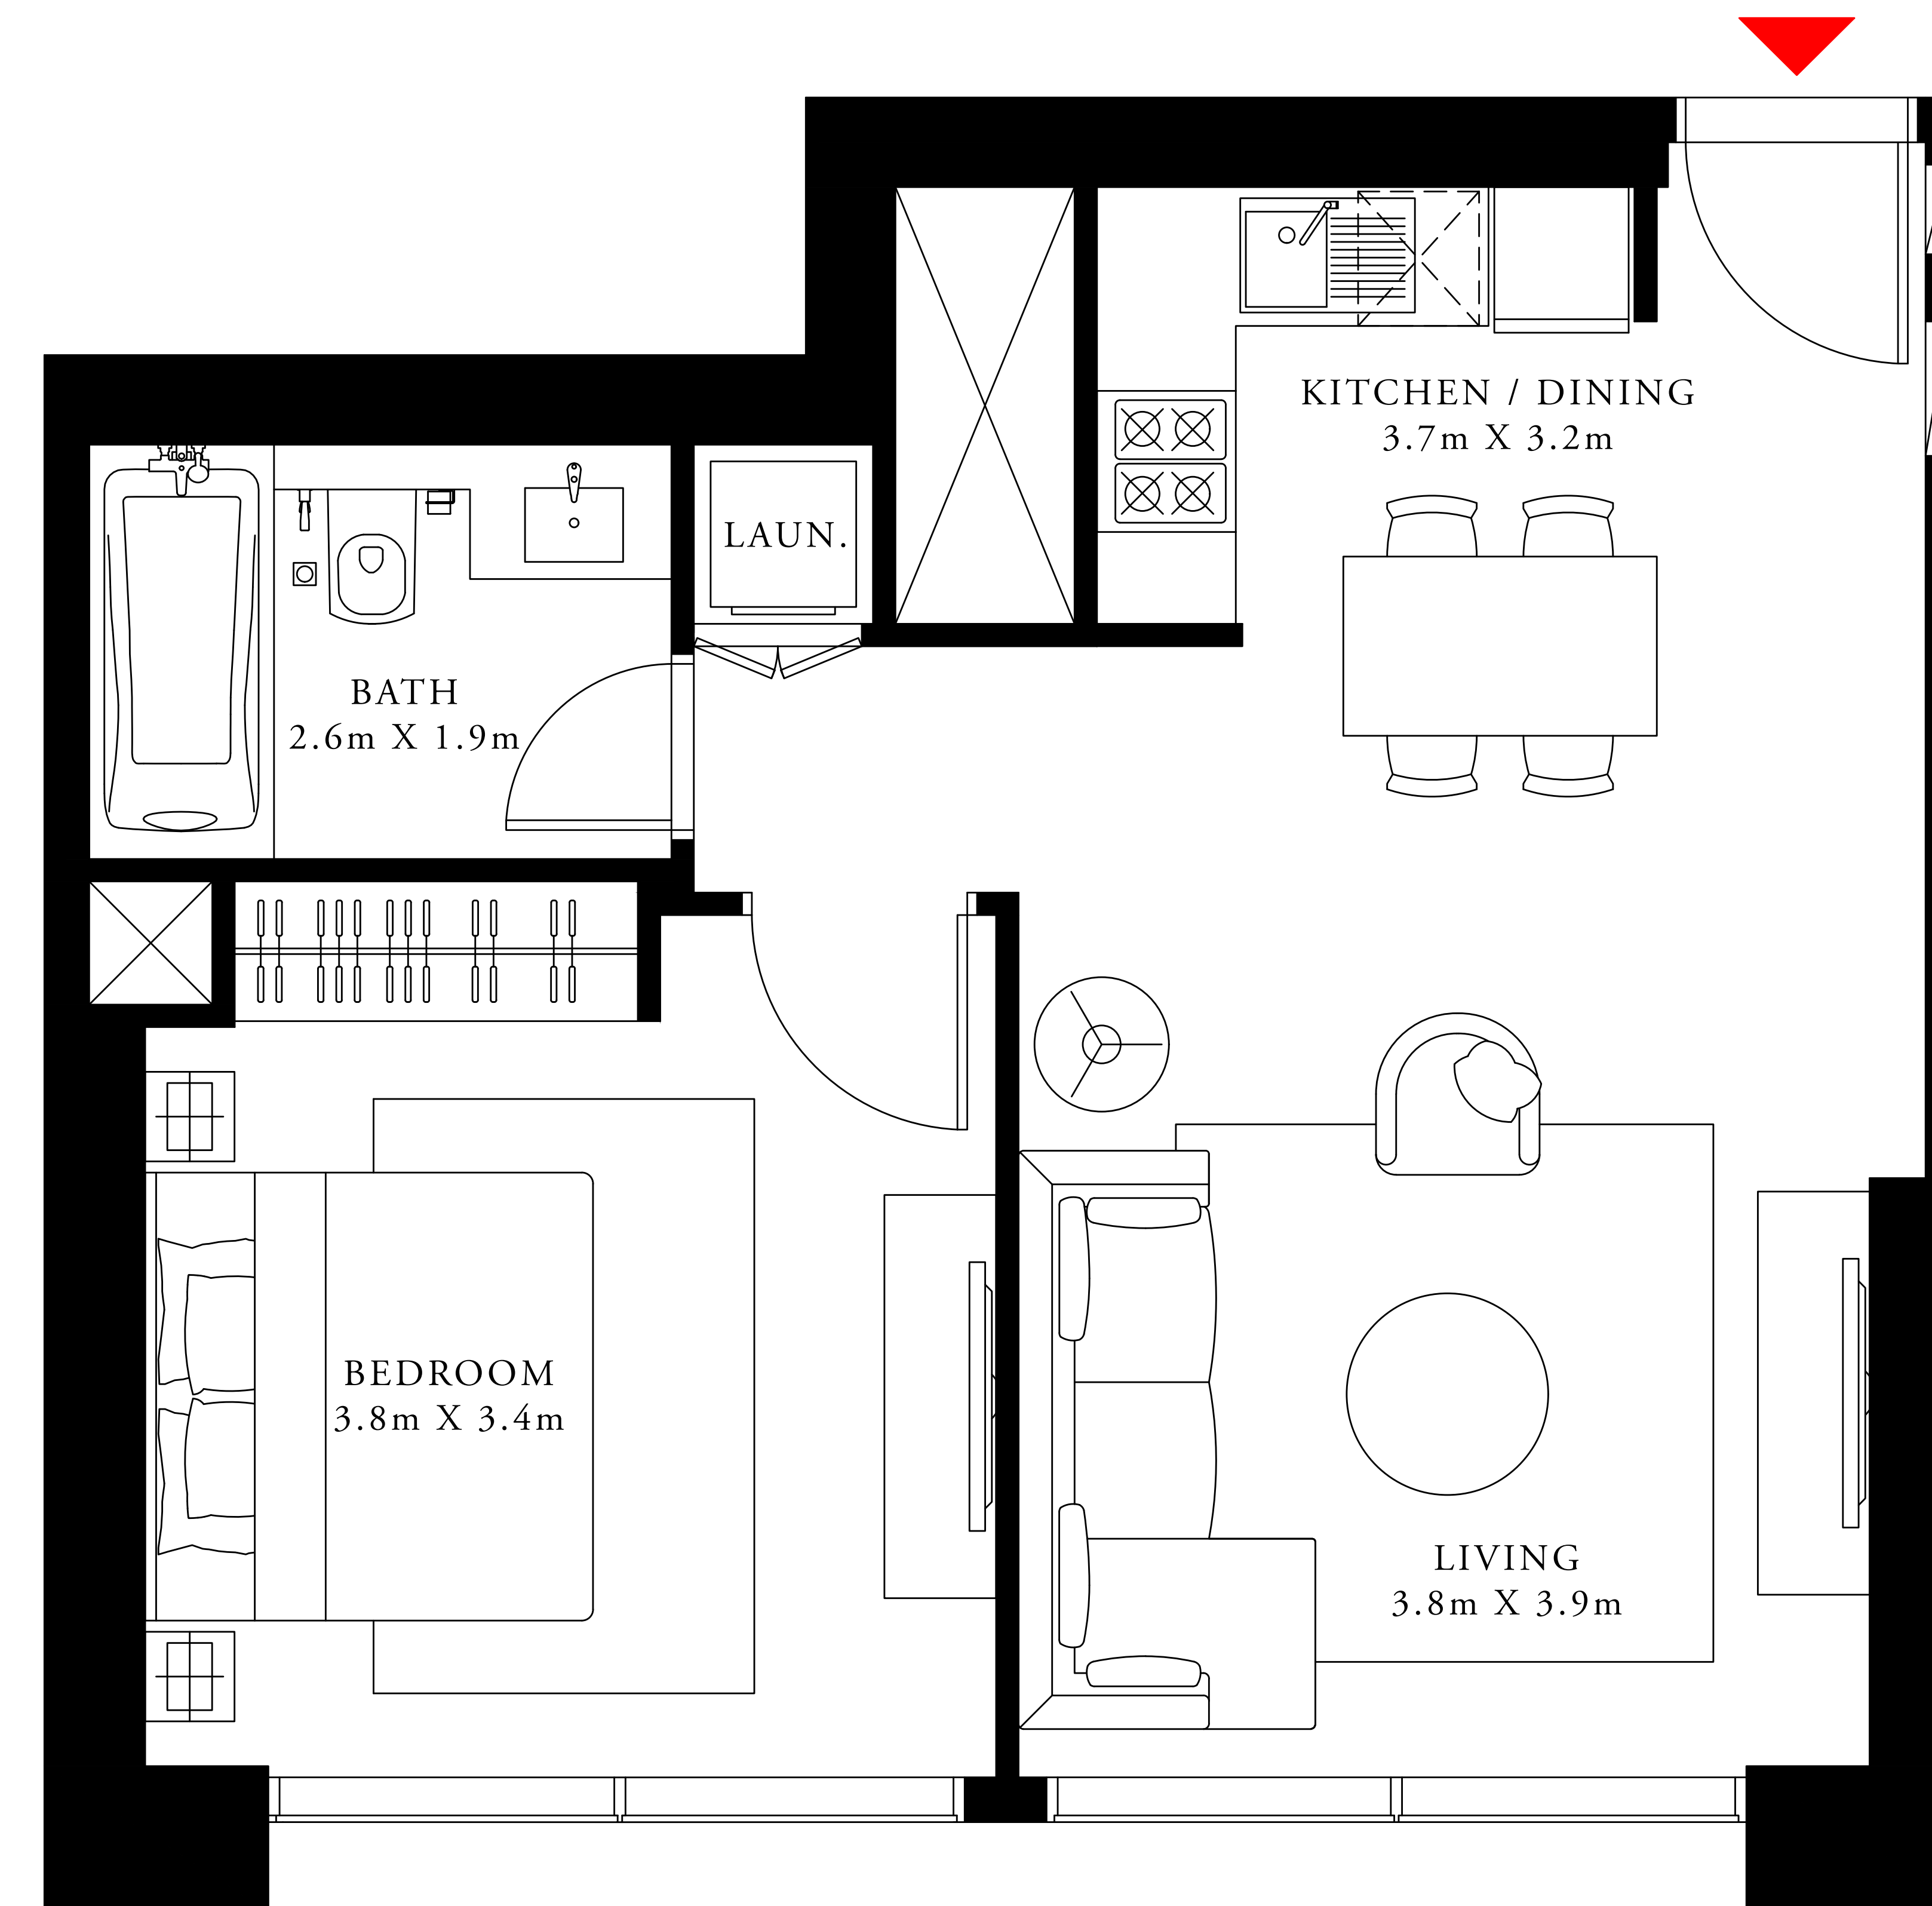 KITCHEN / DINING
3.7m X 3.2m
LAUN.
BATH
2.6m X 1.9m
BEDROOM
3.8m X 3.4m
LIVING
3.8m X 3.9m